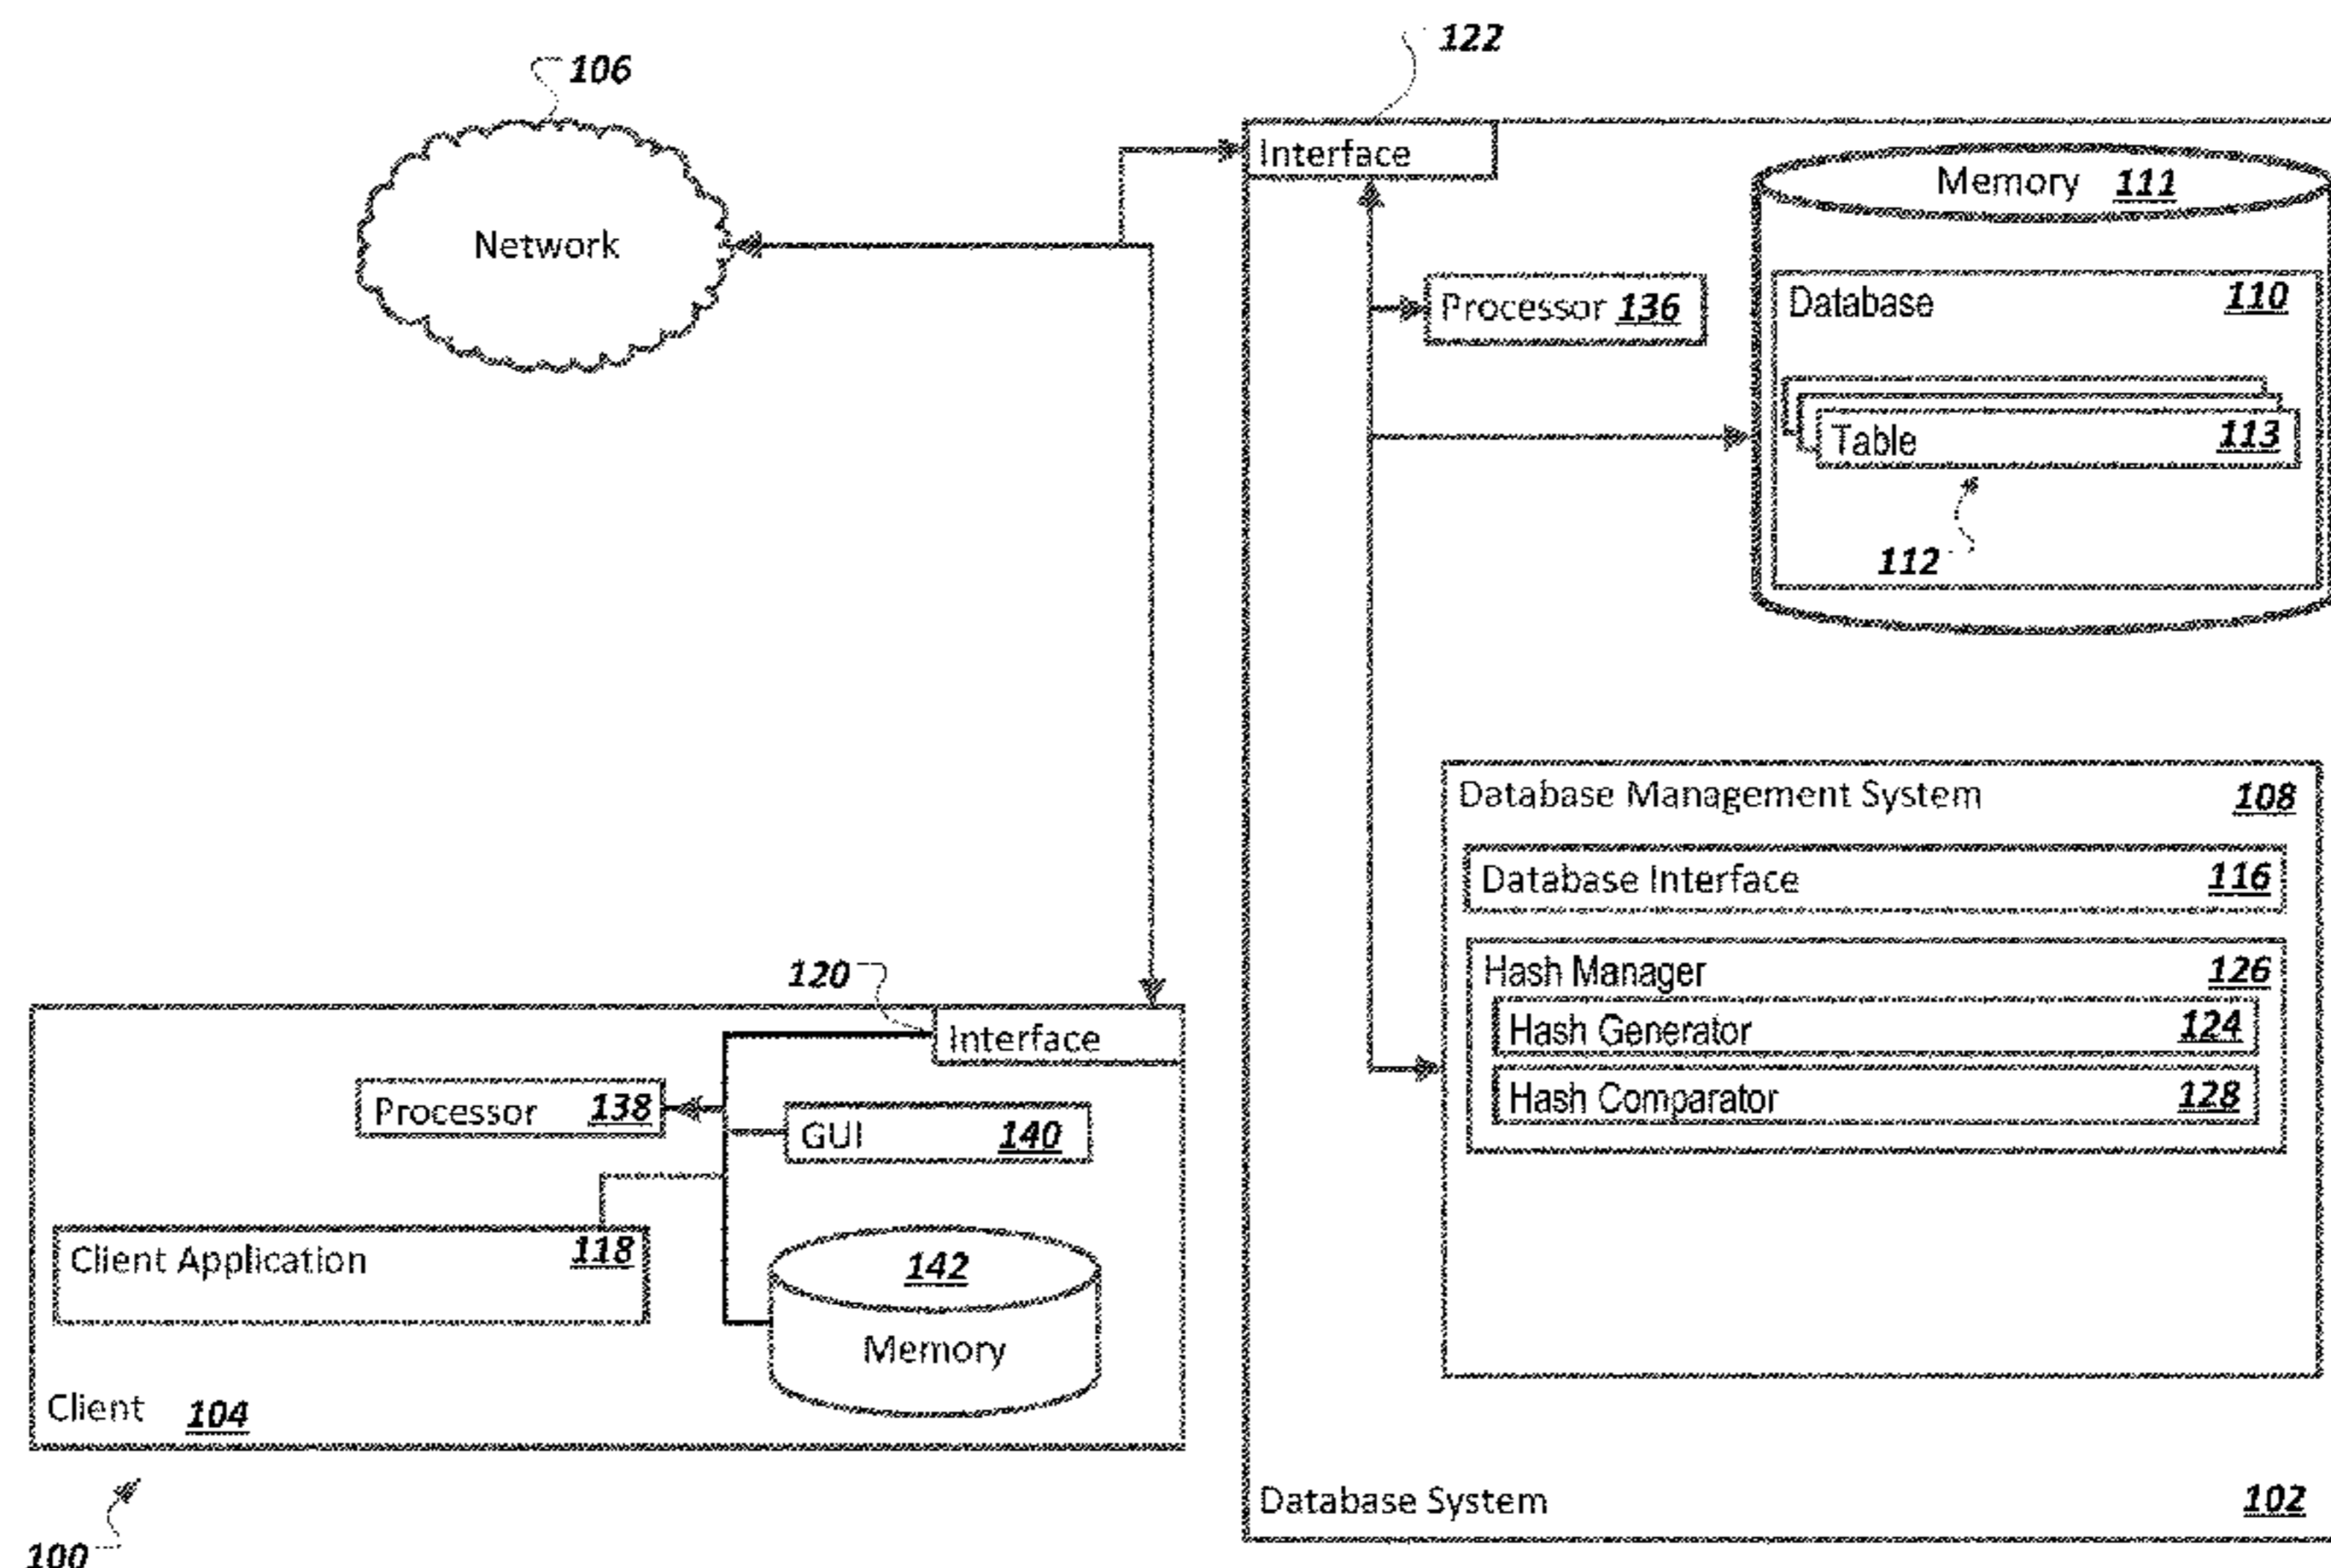 106
122
Network
Interface
Memory 111
Processor 136
Database 110
Table 113
112
Database Management System 108
Database Interface 116
Hash Manager 126
Hash Generator 124
Hash Comparator 128
120
Interface
Processor 138
GUI 140
Client Application 118
142
Memory
Client 104
Database System 102
100